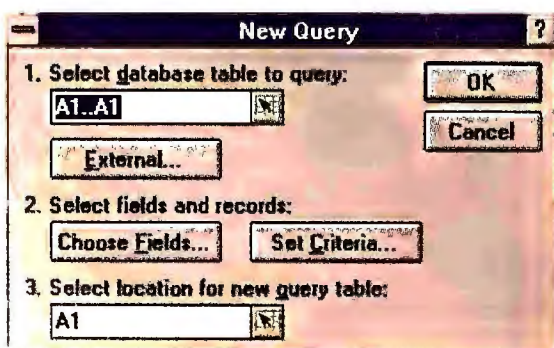 New Query ?
1. Select database table to query:
A1..A1
OK
Cancel
External...
2. Select fields and records:
Choose Fields...
Set Criteria...
3. Select location for new query table:
A1